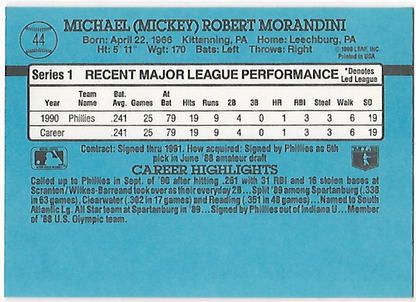 44
MICHAEL (MICKEY) ROBERT MORANDINI
Born: April 22, 1966 Kittanning, PA Home: Leechburg, PA
Ht: 5' 11" Wgt: 170 Bats: Left Throws: Right
© 1990 LEAF, INC.
Printed in USA
Series 1 RECENT MAJOR LEAGUE PERFORMANCE *Denotes Led League
Year Team Name Bat. Avg. Games At Bat Hits Runs 2B 3B HR RBI Steal Walk SO
1990 Phillies .241 25 79 19 9 4 0 1 3 3 6 19
Career .241 25 79 19 9 4 0 1 3 3 6 19
Contract: Signed thru 1991. How acquired: Signed by Phillies as 5th
pick in June '88 amateur draft
CAREER HIGHLIGHTS
Called up to Phillies in Sept. of '90 after hitting .261 with 31 RBI and 16 stolen bases at
Scranton/Wilkes-Barre and took over as their everyday 2B... Split '89 among Spartanburg (.338
in 63 games), Clearwater (.302 in 17 games) and Reading (.351 in 48 games)... Named to South
Atlantic Lg. All Star team at Spartanburg in '89... Signed by Phillies out of Indiana U...
Member of '88 U.S. Olympic team.